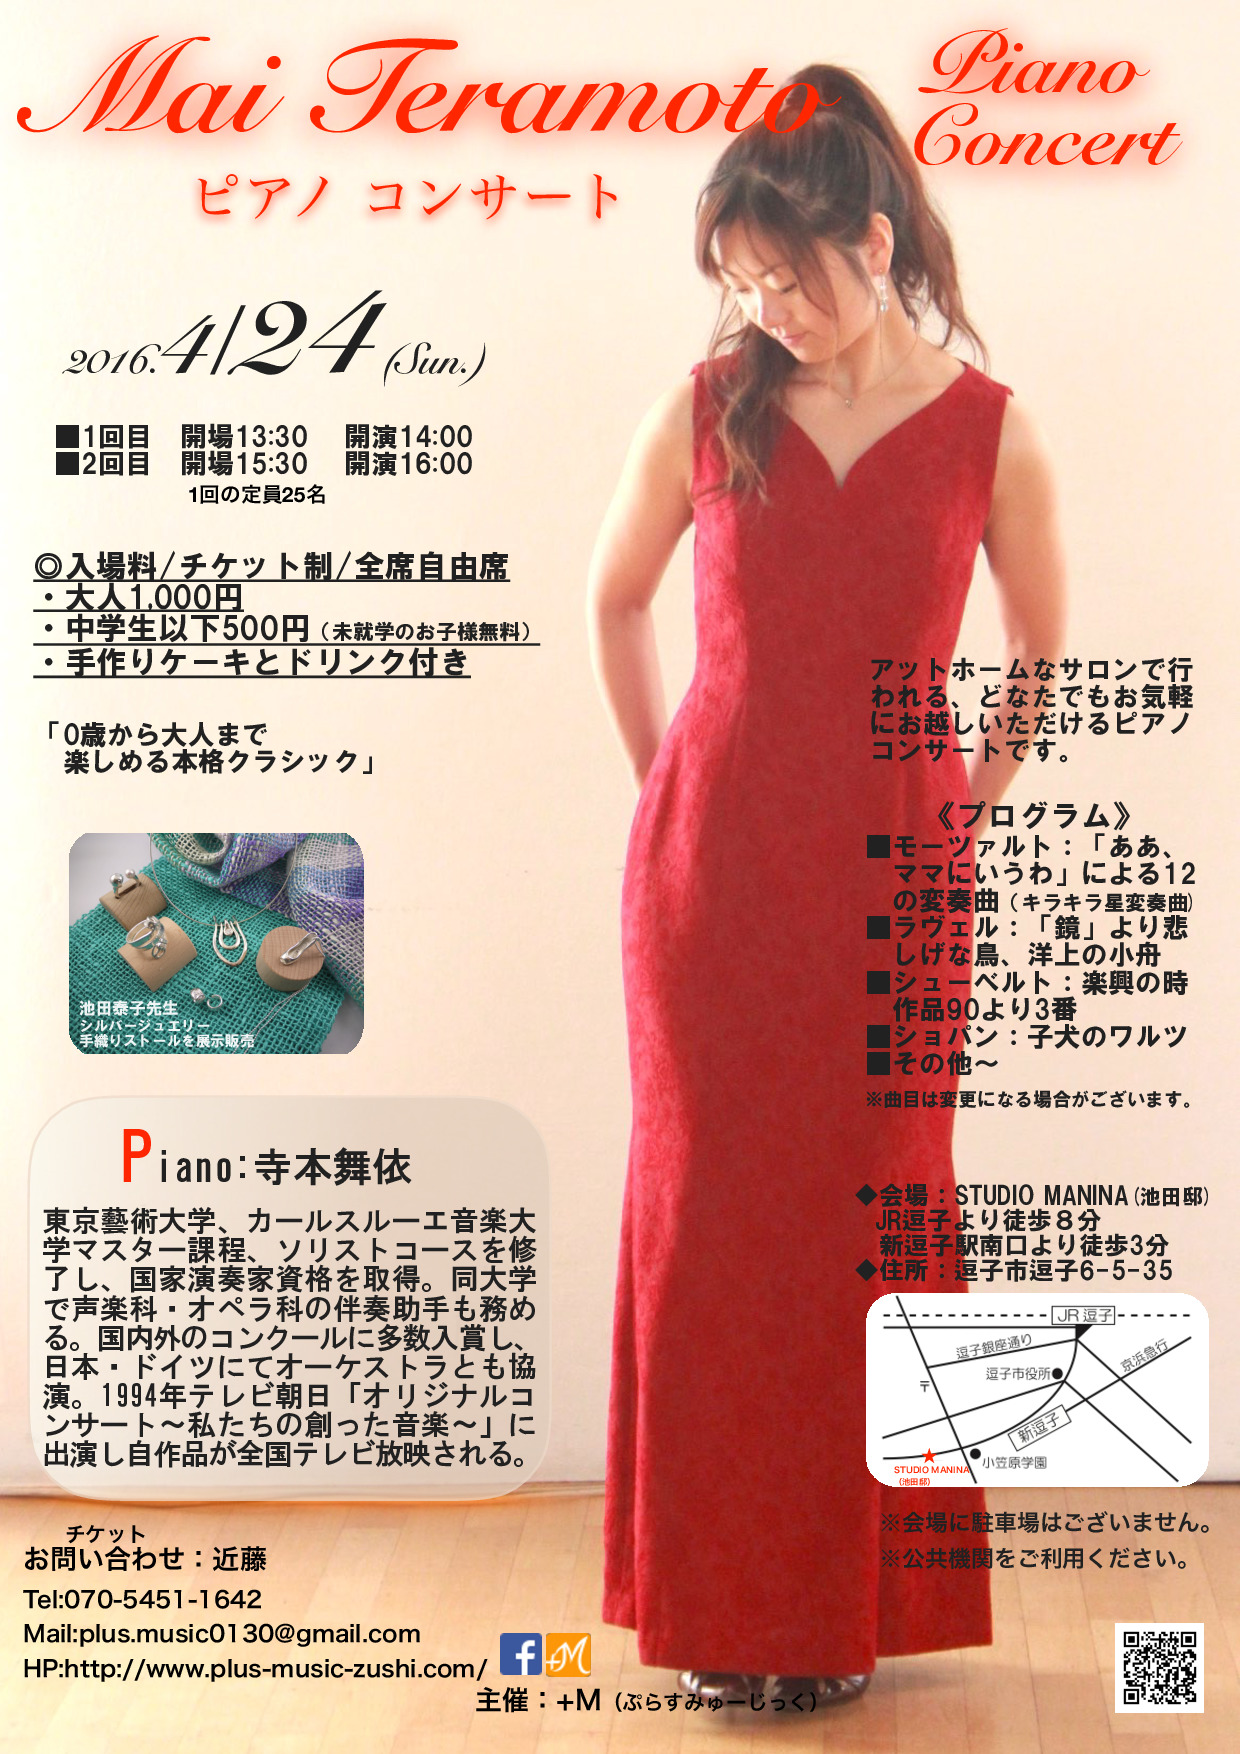 Mai Teramoto
Piano
Concert
ピアノ コンサート
2016.4/24(Sun.)
■1回目 開場13:30 開演14:00
■2回目 開場15:30 開演16:00
1回の定員25名
◎入場料/チケット制/全席自由席
・大人1,000円
・中学生以下500円（未就学のお子様無料）
・手作りケーキとドリンク付き
「0歳から大人まで
楽しめる本格クラシック」
池田泰子先生
シルバージュエリー
手織りストールを展示販売
Piano:寺本舞依
東京藝術大学、カールスルーエ音楽大
学マスター課程、ソリストコースを修
了し、国家演奏家資格を取得。同大学
で声楽科・オペラ科の伴奏助手も務め
る。国内外のコンクールに多数入賞し、
日本・ドイツにてオーケストラとも協
演。1994年テレビ朝日「オリジナルコ
ンサート〜私たちの創った音楽〜」に
出演し自作品が全国テレビ放映される。
チケット
お問い合わせ：近藤
Tel:070-5451-1642
Mail:plus.music0130@gmail.com
HP:http://www.plus-music-zushi.com/
+M
主催：+M（ぷらすみゅーじっく）
アットホームなサロンで行
われる、どなたでもお気軽
にお越しいただけるピアノ
コンサートです。
《プログラム》
■モーツァルト：「ああ、
ママにいうわ」による12
の変奏曲（キラキラ星変奏曲)
■ラヴェル：「鏡」より悲
しげな鳥、洋上の小舟
■シューベルト：楽興の時
作品90より3番
■ショパン：子犬のワルツ
■その他〜
※曲目は変更になる場合がございます。
◆会場：STUDIO MANINA(池田邸)
JR逗子より徒歩８分
新逗子駅南口より徒歩3分
◆住所：逗子市逗子6-5-35
JR 逗子
逗子銀座通り
京浜急行
逗子市役所
〒
新逗子
小笠原学園
STUDIO MANINA
(池田邸)
※会場に駐車場はございません。
※公共機関をご利用ください。